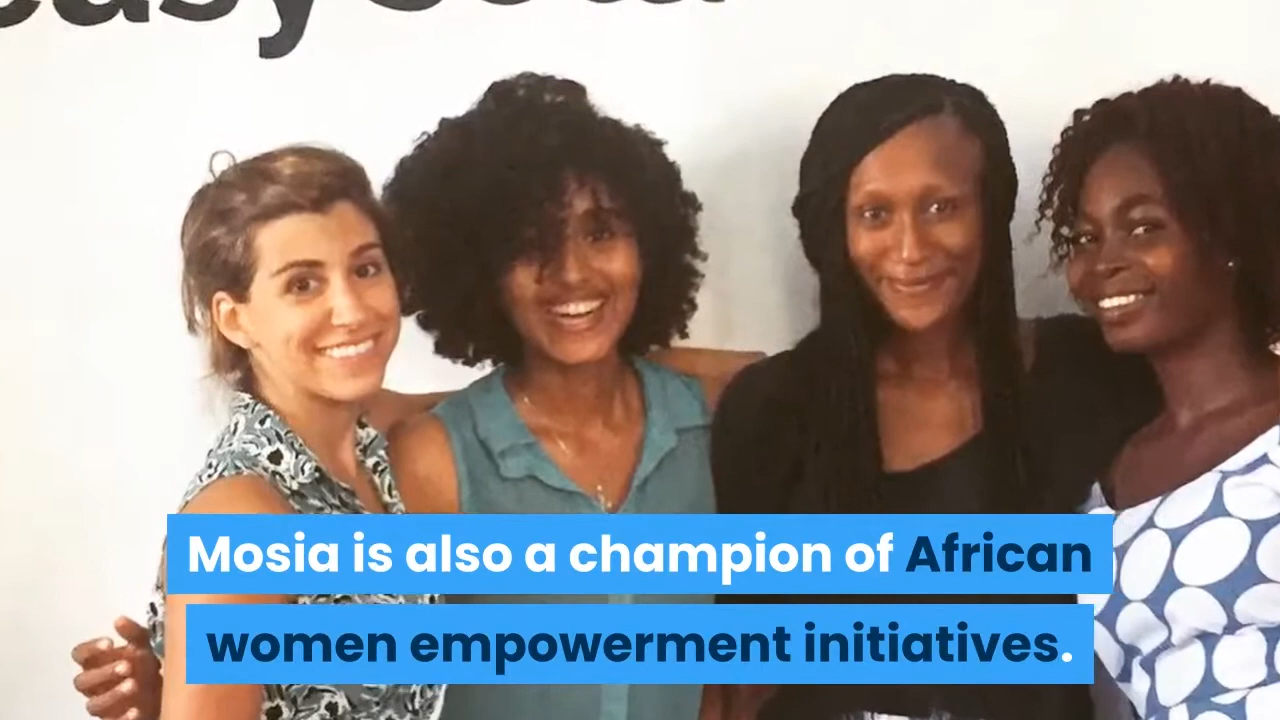 Mosia is also a champion of African
women empowerment initiatives.